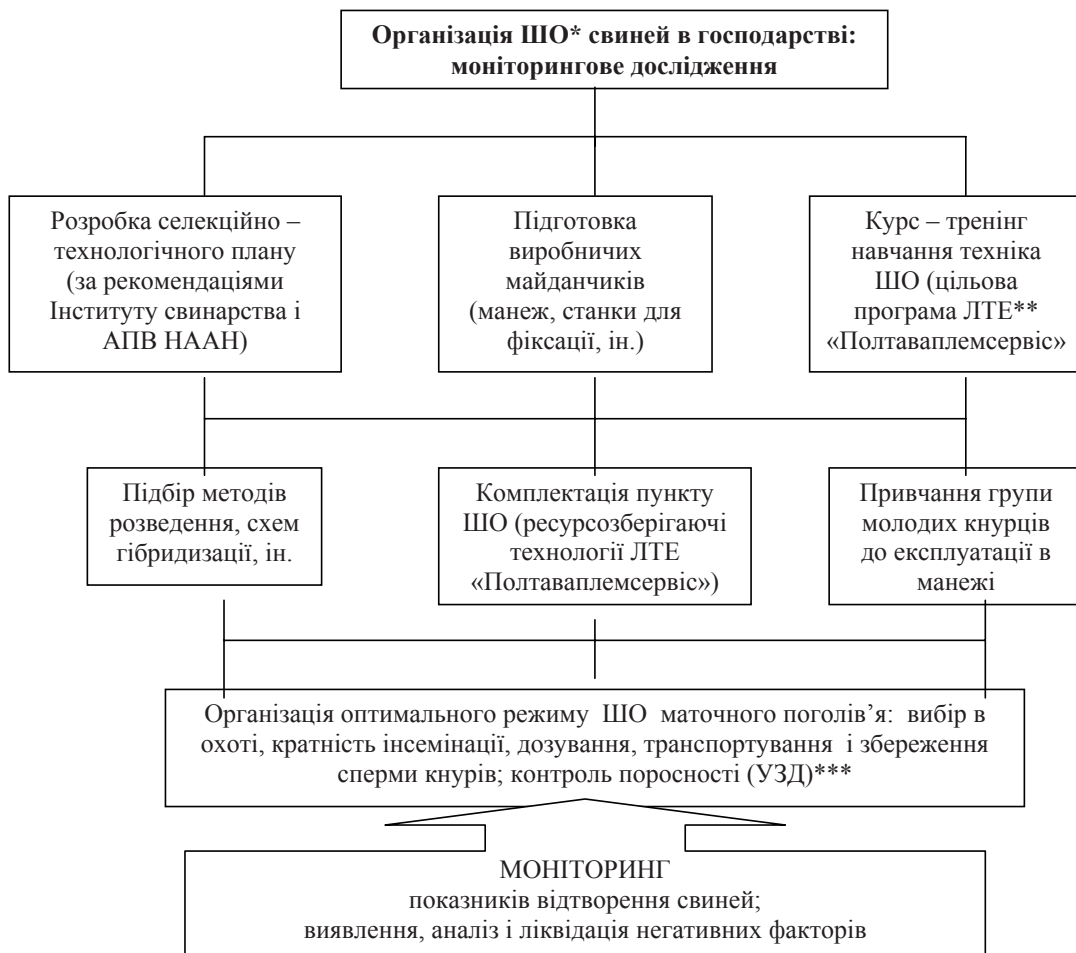 Організація ШО* свиней в господарстві:
моніторингове дослідження
Розробка селекційно –
технологічного плану
(за рекомендаціями
Інституту свинарства і
АПВ НААН)
Підготовка
виробничих
майданчиків
(манеж, станки для
фіксації, ін.)
Курс – тренінг
навчання техніка
ШО (цільова
програма ЛТЕ**
«Полтаваплемсервіс»
Підбір методів
розведення, схем
гібридизації, ін.
Комплектація пункту
ШО (ресурсозберігаючі
технології ЛТЕ
«Полтаваплемсервіс»)
Привчання групи
молодих кнурців
до експлуатації в
манежі
Організація оптимального режиму ШО маточного поголів’я: вибір в
охоті, кратність інсемінації, дозування, транспортування і збереження
сперми кнурів; контроль поросності (УЗД)***
МОНІТОРИНГ
показників відтворення свиней;
виявлення, аналіз і ліквідація негативних факторів